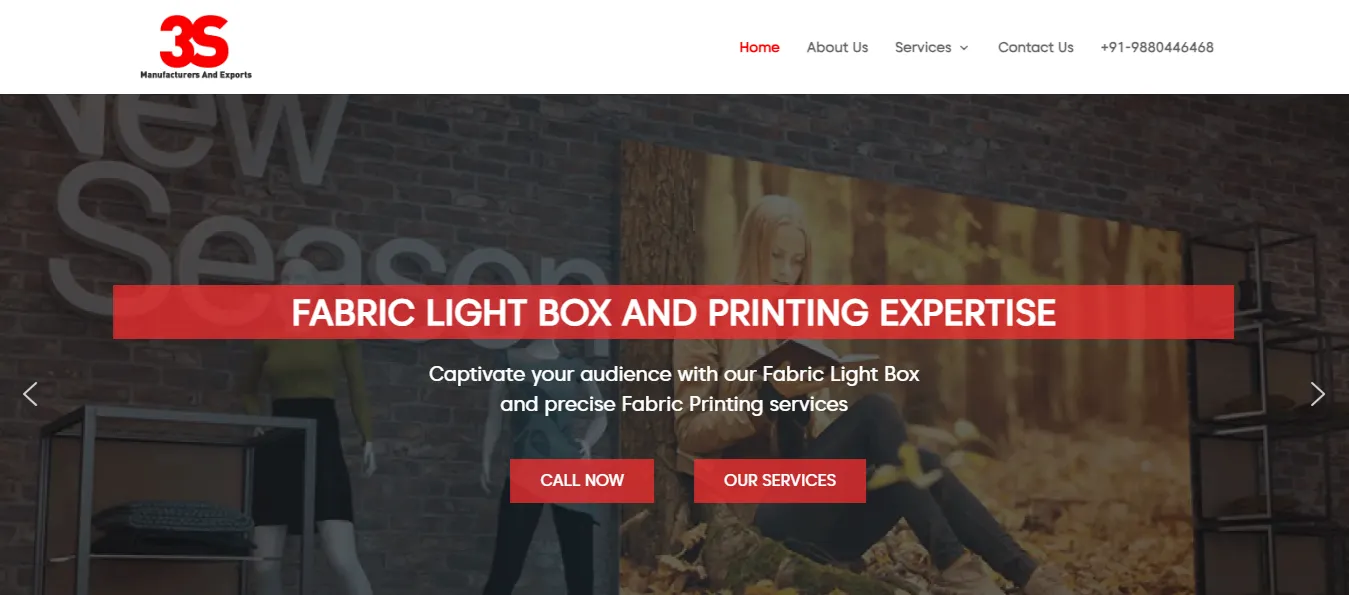 3S
Manufacturers And Exports
Home
About Us
Services
Contact Us
+91-9880446468
New
Season
FABRIC LIGHT BOX AND PRINTING EXPERTISE
Captivate your audience with our Fabric Light Box
and precise Fabric Printing services
CALL NOW
OUR SERVICES